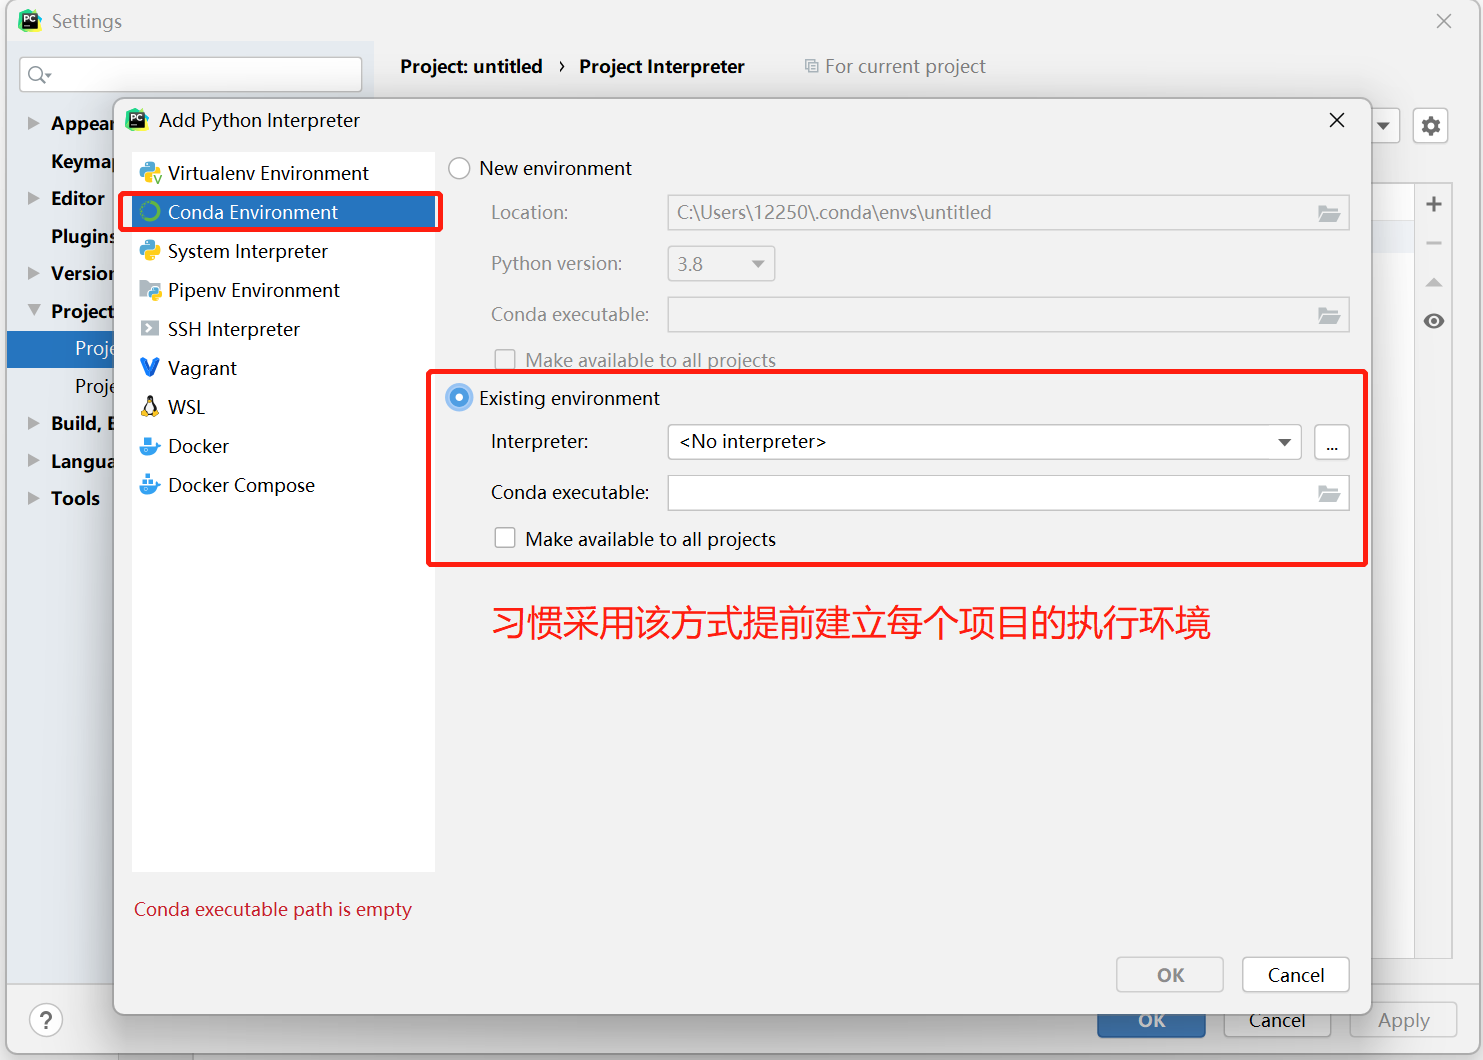 Settings
Project: untitled › Project Interpreter
For current project
Appear
Keymap
Editor
Plugins
Version
Project
Proje
Proje
Build, E
Langua
Tools
Add Python Interpreter
Virtualenv Environment
Conda Environment
System Interpreter
Pipenv Environment
SSH Interpreter
Vagrant
WSL
Docker
Docker Compose
New environment
Location: C:\Users\12250\.conda\envs\untitled
Python version: 3.8
Conda executable:
Make available to all projects
Existing environment
Interpreter: <No interpreter> ...
Conda executable:
Make available to all projects
习惯采用该方式提前建立每个项目的执行环境
Conda executable path is empty
OK Cancel
? OK Cancel Apply